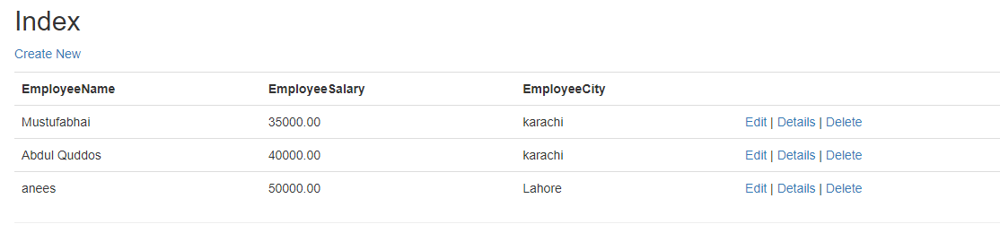 Index
Create New
EmployeeName EmployeeSalary EmployeeCity
Mustufabhai 35000.00 karachi Edit | Details | Delete
Abdul Quddos 40000.00 karachi Edit | Details | Delete
anees 50000.00 Lahore Edit | Details | Delete